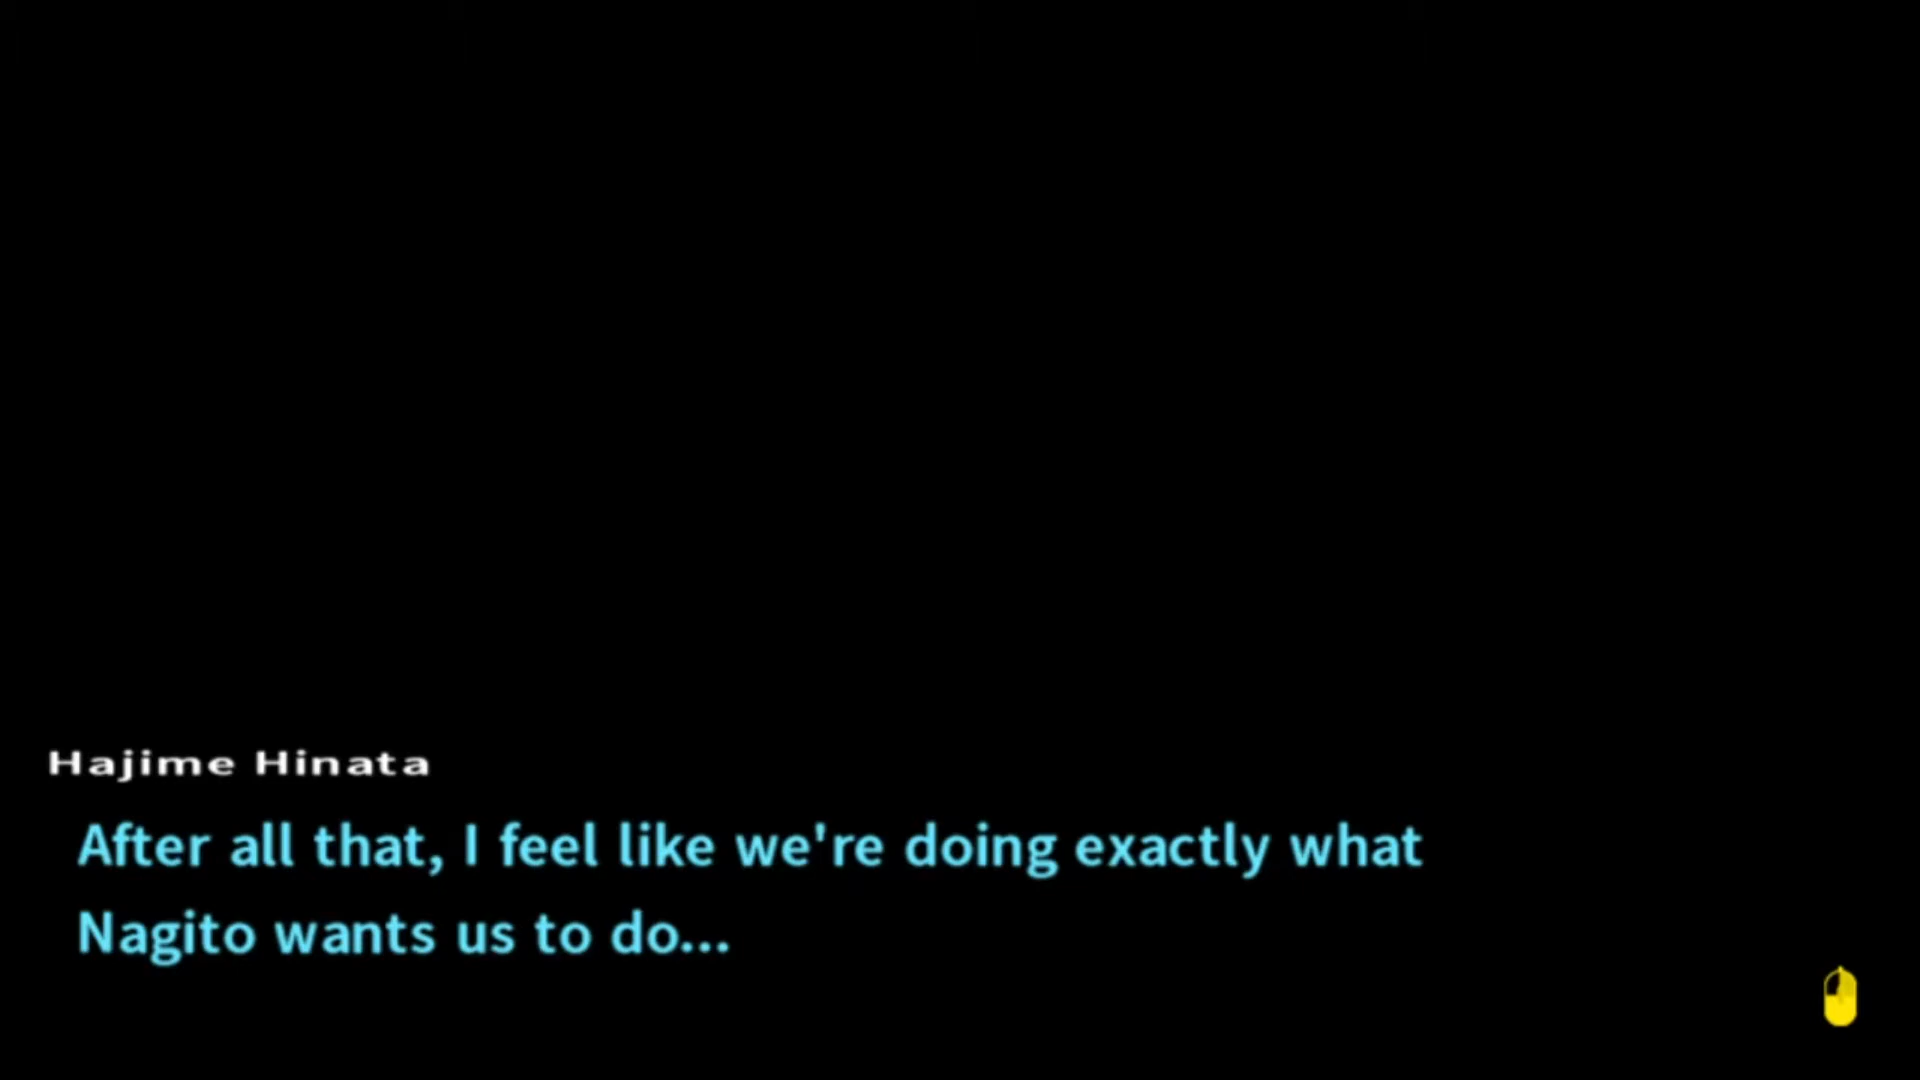 Hajime Hinata
After all that, I feel like we're doing exactly what
Nagito wants us to do...